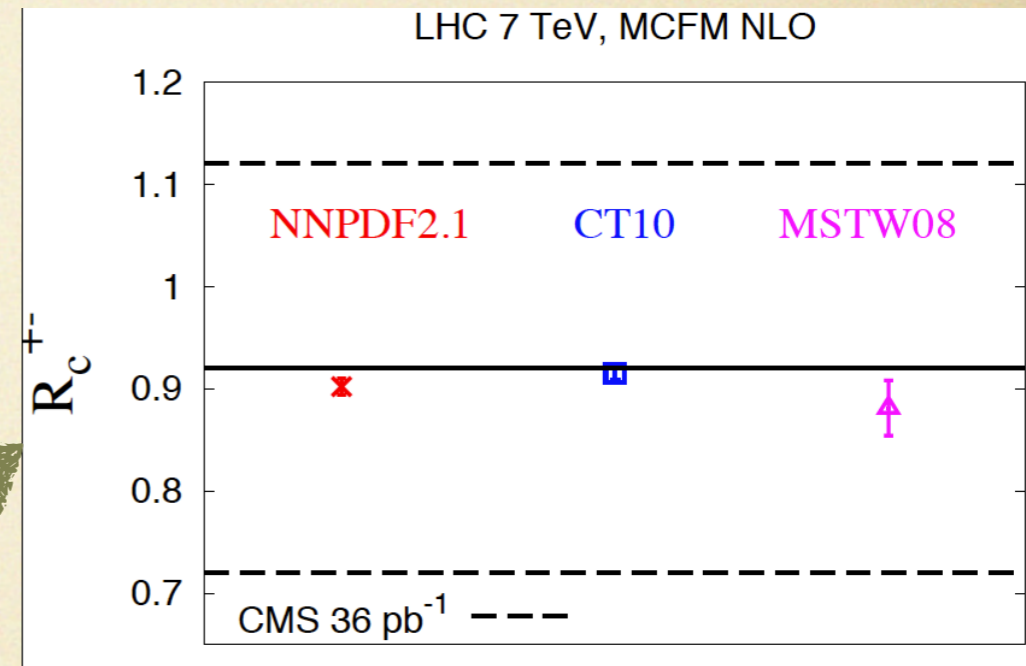 LHC 7 TeV, MCFM NLO
1.2
1.1
NNPDF2.1 CT10 MSTW08
1
R_c^{+-}
0.9
0.8
0.7
CMS 36 pb^{-1}